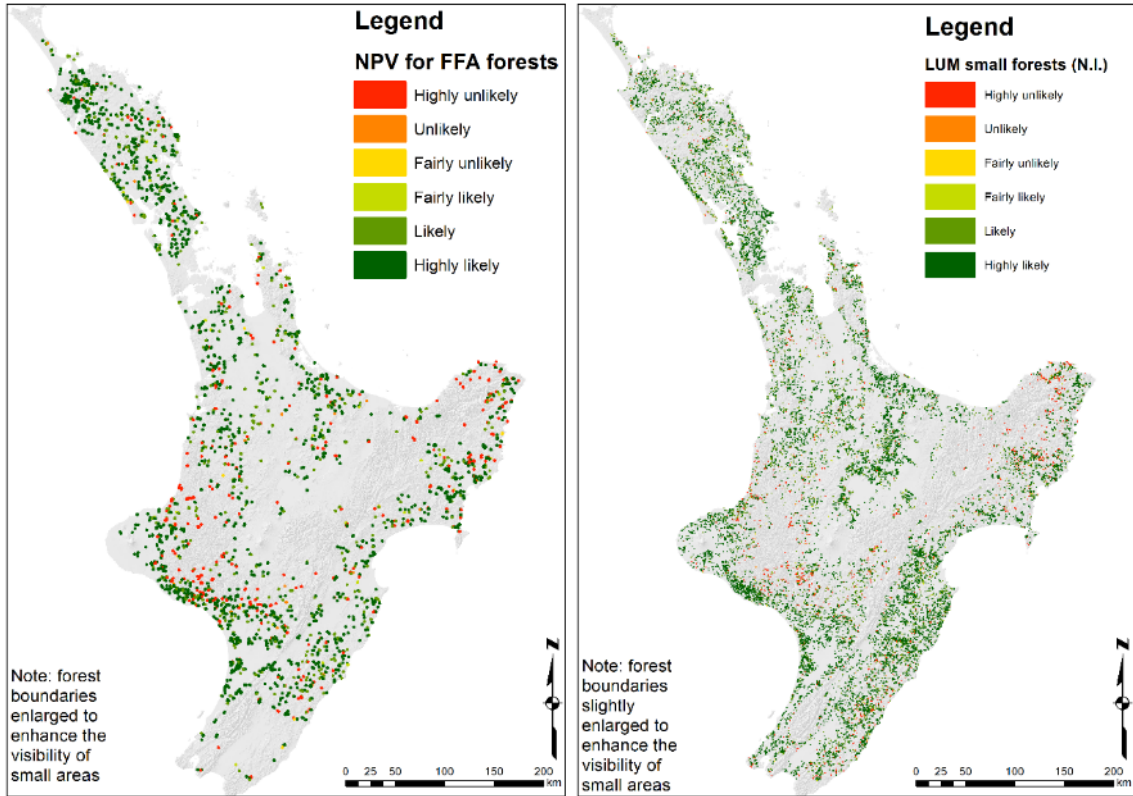 Legend
NPV for FFA forests
Highly unlikely
Unlikely
Fairly unlikely
Fairly likely
Likely
Highly likely
Note: forest
boundaries
enlarged to
enhance the
visibility of
small areas
N
0 25 50 100 150 200
km
Legend
LUM small forests (N.I.)
Highly unlikely
Unlikely
Fairly unlikely
Fairly likely
Likely
Highly likely
Note: forest
boundaries
slightly
enlarged to
enhance the
visibility of
small areas
N
0 25 50 100 150 200
km